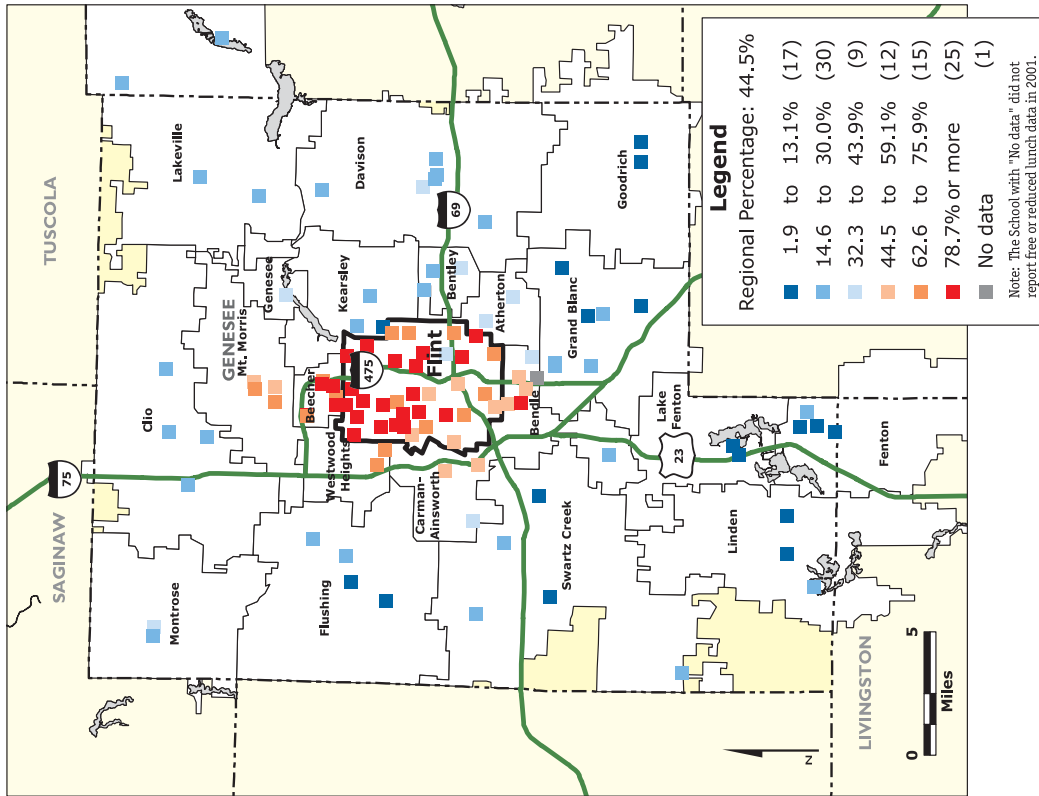 TUSCOLA
SAGINAW
GENESEE
LIVINGSTON
Lakeville
Clio
Montrose
Mt. Morris
Genesee
Beecher
Kearsley
Davison
Westwood
Heights
Flushing
Flint
Bentley
Carman-
Ainsworth
Atherton
Bendle
Grand Blanc
Goodrich
Swartz Creek
Lake
Fenton
Linden
Fenton
75
475
69
23
N
0 5
Miles
Legend
Regional Percentage: 44.5%
1.9 to 13.1% (17)
14.6 to 30.0% (30)
32.3 to 43.9% (9)
44.5 to 59.1% (12)
62.6 to 75.9% (15)
78.7% or more (25)
No data (1)
Note: The School with "No data" did not
report free or reduced lunch data in 2001.